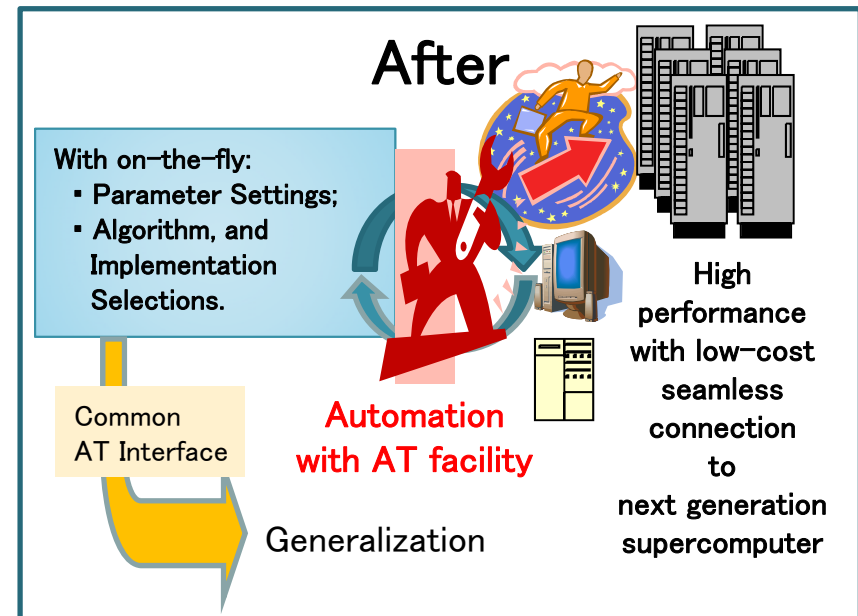 After
With on-the-fly:
▪ Parameter Settings;
▪ Algorithm, and
Implementation
Selections.
Common
AT Interface
Generalization
Automation
with AT facility
High
performance
with low-cost
seamless
connection
to
next generation
supercomputer